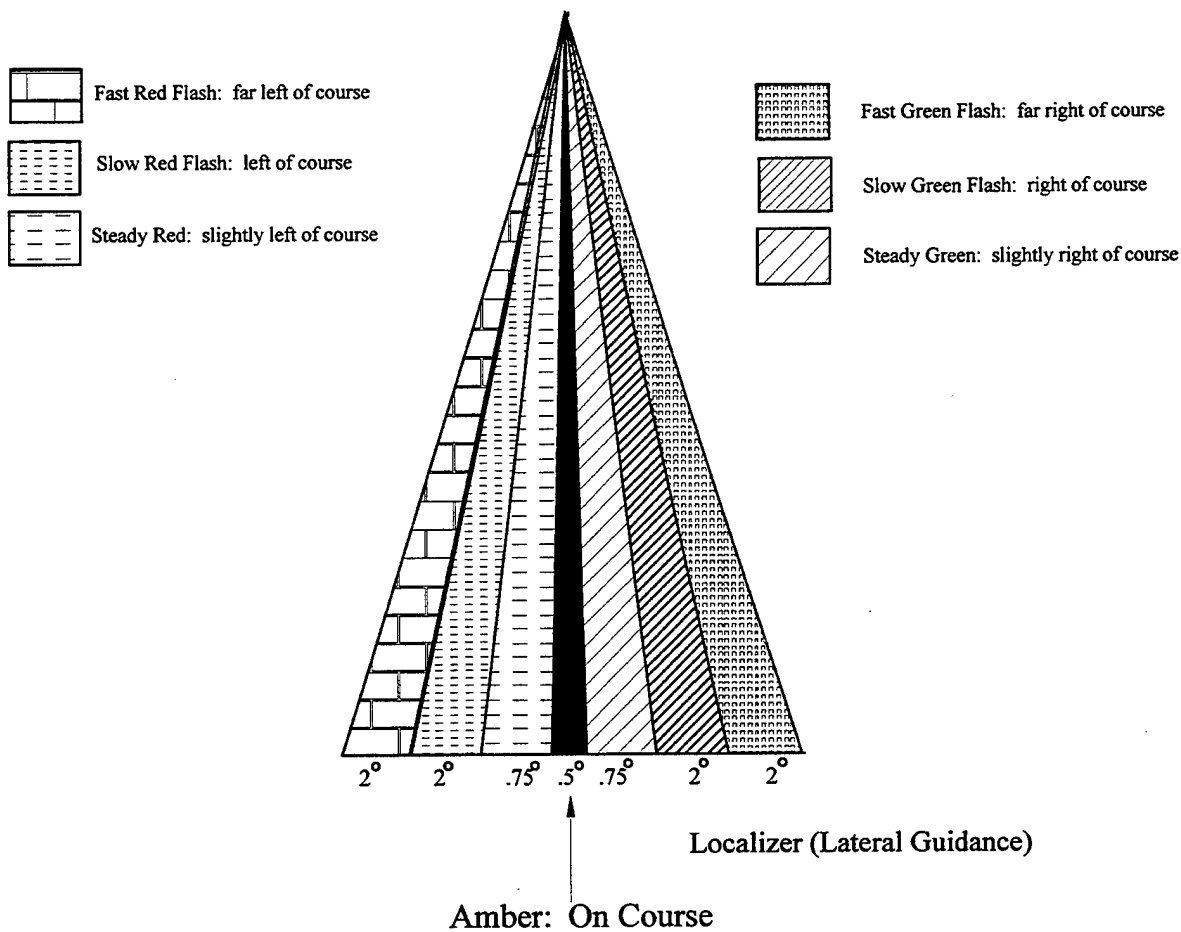 Fast Red Flash: far left of course
Slow Red Flash: left of course
Steady Red: slightly left of course
Fast Green Flash: far right of course
Slow Green Flash: right of course
Steady Green: slightly right of course
2° 2° .75° .5° .75° 2° 2°
Localizer (Lateral Guidance)
Amber: On Course